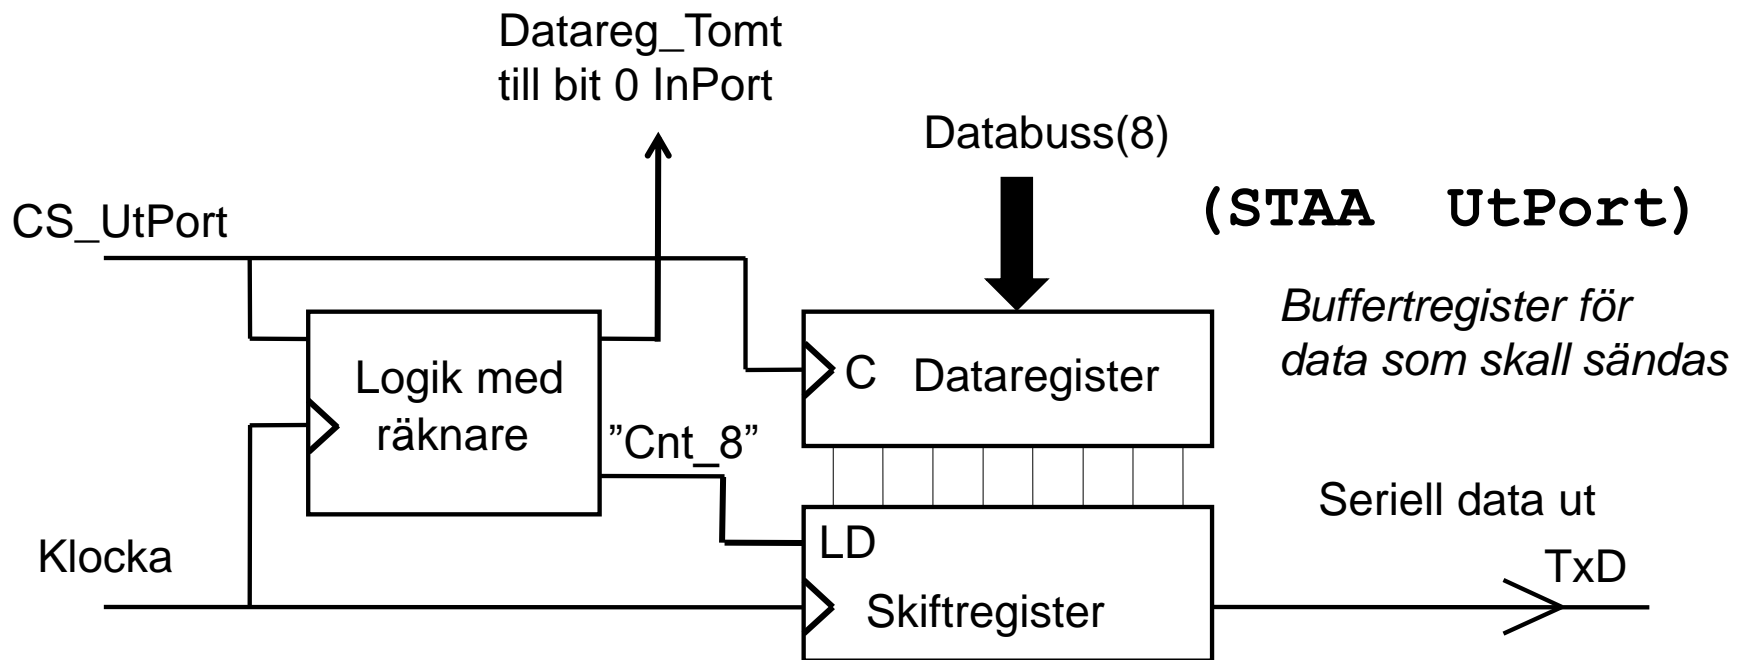 Datareg_Tomt
till bit 0 InPort
Databuss(8)
(STAA UtPort)
CS_UtPort
Buffertregister för
data som skall sändas
Logik med
räknare
C Dataregister
”Cnt_8”
Seriell data ut
LD
Klocka
TxD
Skiftregister